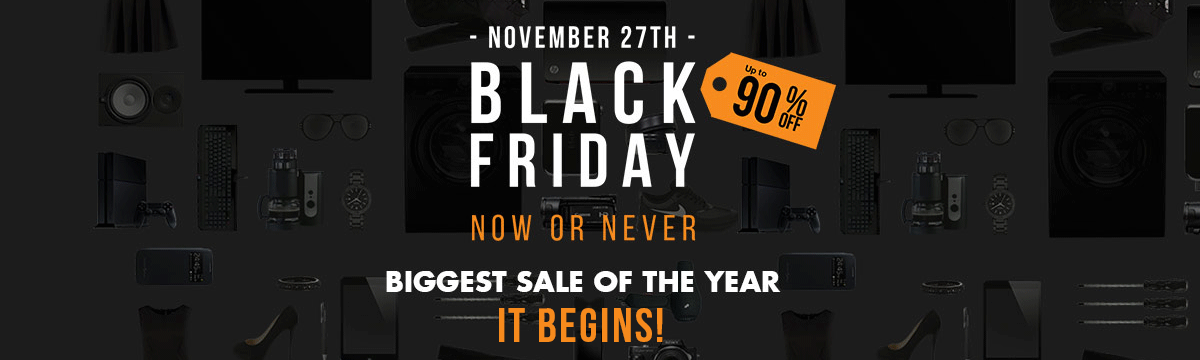 - NOVEMBER 27TH -
BLACK
FRIDAY
Up to
90% OFF
NOW OR NEVER
BIGGEST SALE OF THE YEAR
IT BEGINS!